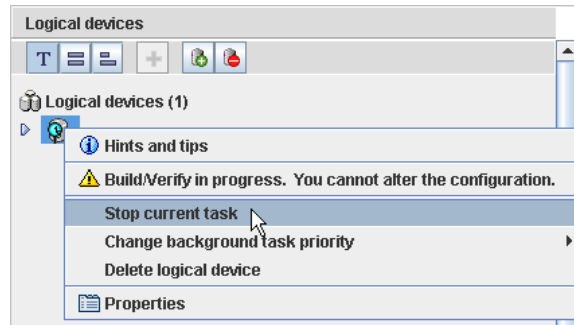 Logical devices
T
Logical devices (1)
Hints and tips
Build/Verify in progress. You cannot alter the configuration.
Stop current task
Change background task priority
Delete logical device
Properties